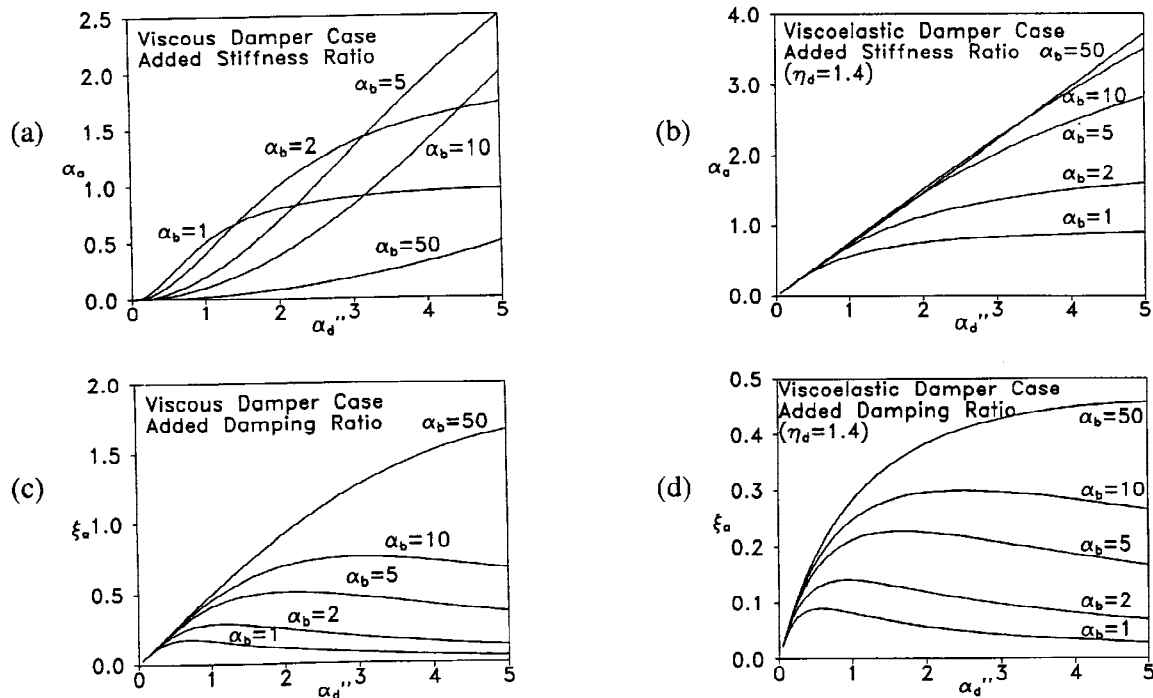 (a)
Viscous Damper Case
Added Stiffness Ratio
2.5
2.0
1.5
1.0
0.5
0.0
αₐ
α_b=5
α_b=2
α_b=10
α_b=1
α_b=50
0 1 2 3 4 5
α_d''
(b)
Viscoelastic Damper Case
Added Stiffness Ratio α_b=50
(η_d=1.4)
4.0
3.0
2.0
1.0
0.0
αₐ
α_b=10
α_b=5
α_b=2
α_b=1
0 1 2 3 4 5
α_d''
(c)
Viscous Damper Case
Added Damping Ratio
2.0
1.5
1.0
0.5
0.0
ξₐ
α_b=50
α_b=10
α_b=5
α_b=2
α_b=1
0 1 2 3 4 5
α_d''
(d)
Viscoelastic Damper Case
Added Damping Ratio
(η_d=1.4)
0.5
0.4
0.3
0.2
0.1
0.0
ξₐ
α_b=50
α_b=10
α_b=5
α_b=2
α_b=1
0 1 2 3 4 5
α_d''